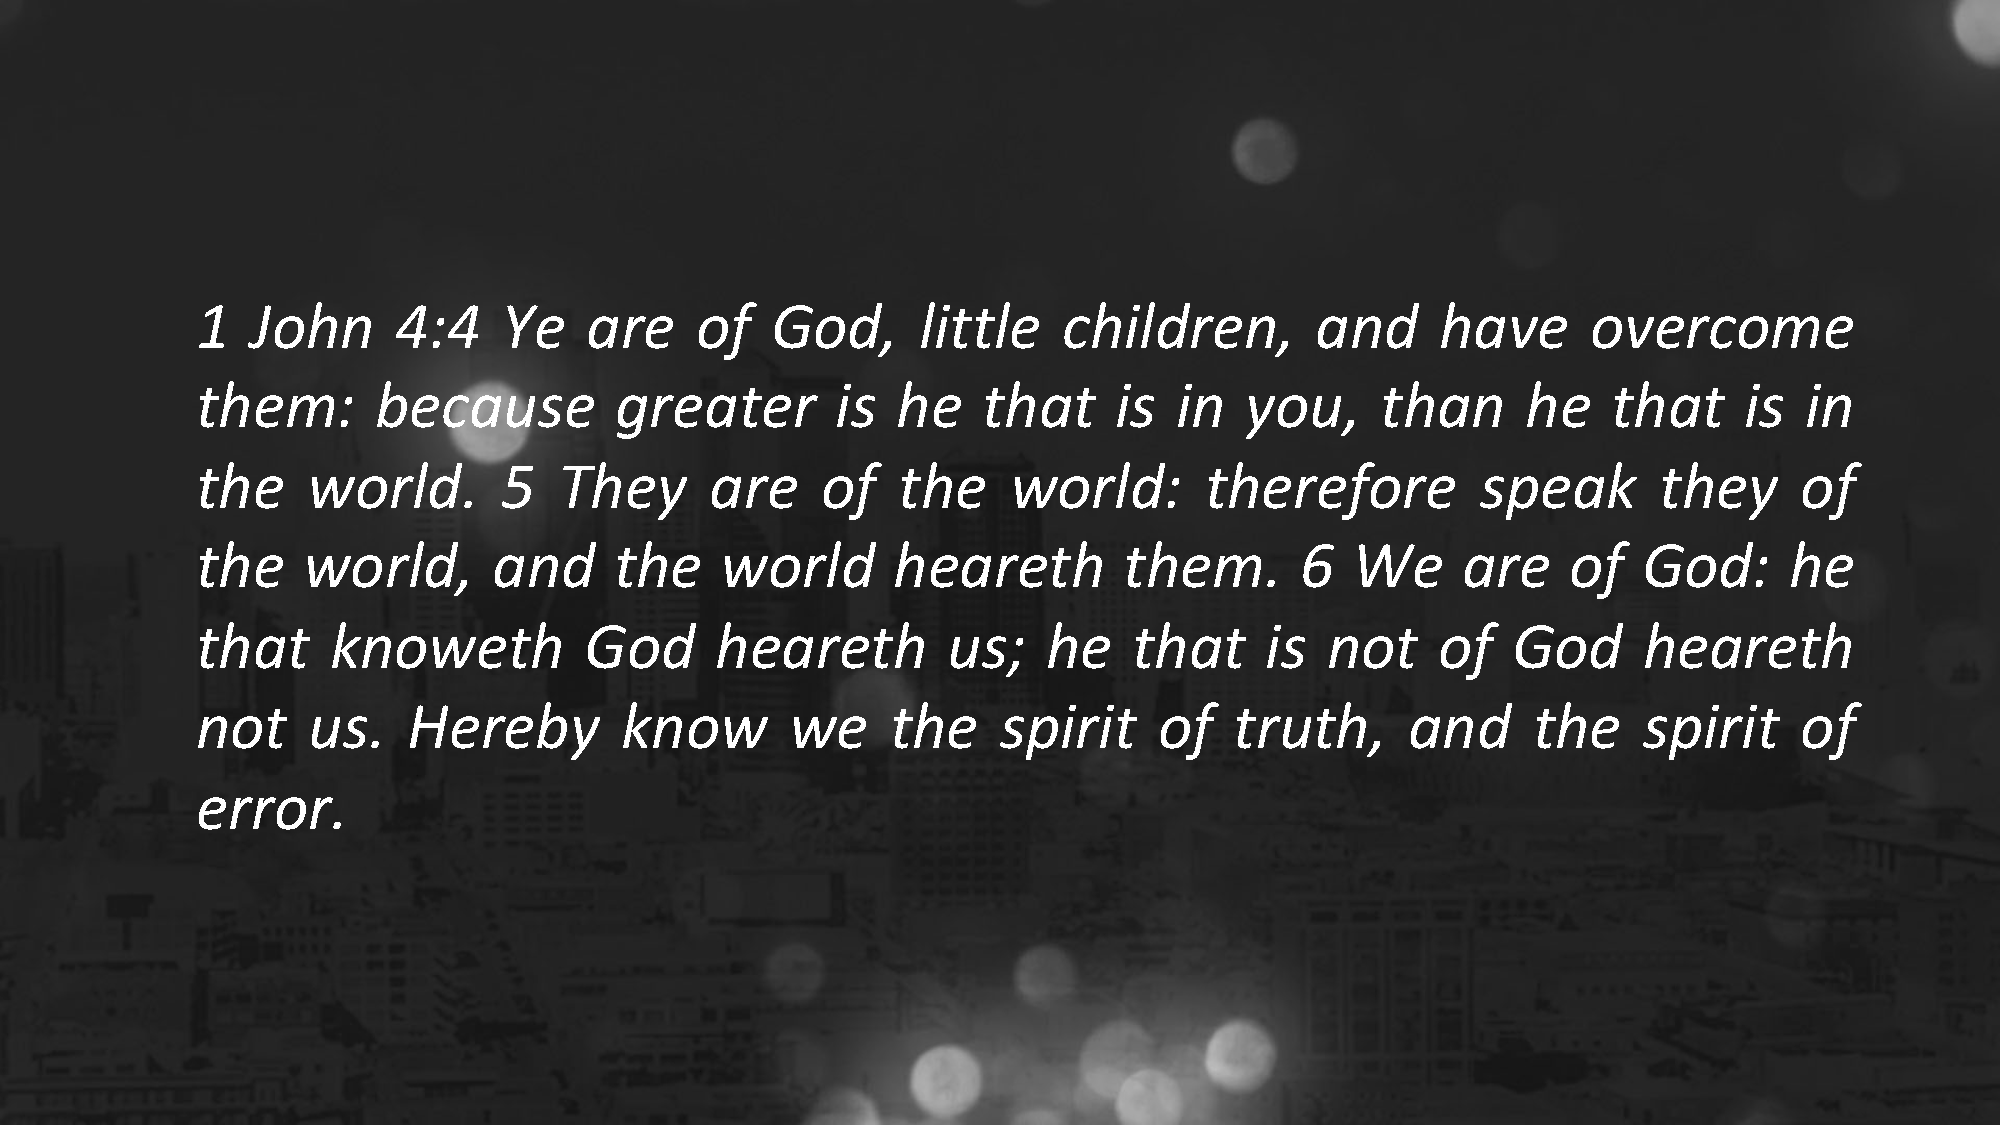 1 John 4:4 Ye are of God, little children, and have overcome
them: because greater is he that is in you, than he that is in
the world. 5 They are of the world: therefore speak they of
the world, and the world heareth them. 6 We are of God: he
that knoweth God heareth us; he that is not of God heareth
not us. Hereby know we the spirit of truth, and the spirit of
error.